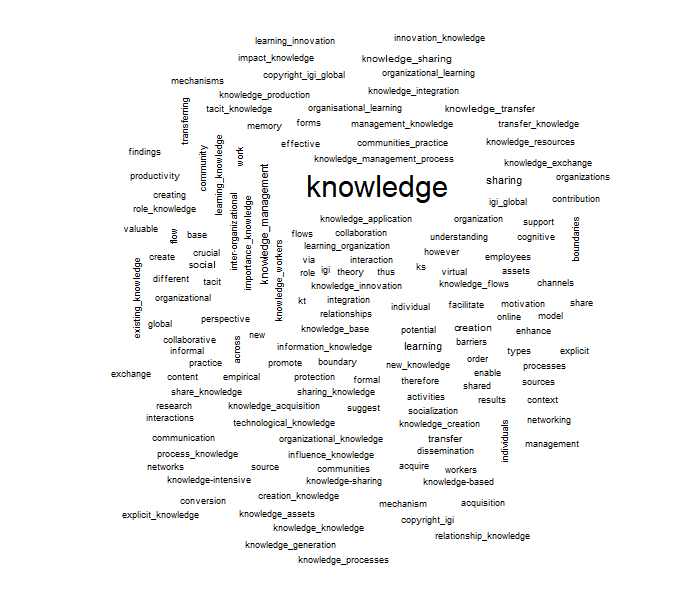 innovation_knowledge
learning_innovation
impact_knowledge
knowledge_sharing
copyright_igi_global
organizational_learning
mechanisms
knowledge_production
knowledge_integration
transferring
tacit_knowledge
organisational_learning
knowledge_transfer
memory
forms
management_knowledge
transfer_knowledge
findings
community
learning_knowledge
work
effective
communities_practice
knowledge_resources
knowledge_management_process
knowledge_exchange
productivity
knowledge_management
knowledge
sharing
organizations
creating
igi_global
contribution
role_knowledge
inter-organizational
importance_knowledge
knowledge_application
organization
support
boundaries
valuable
flow
base
flows
collaboration
understanding
cognitive
learning_organization
knowledge_workers
create
crucial
social
via
interaction
however
employees
existing_knowledge
different
tacit
role
igi
theory
thus
ks
virtual
assets
knowledge_innovation
knowledge_flows
channels
organizational
kt
integration
individual
facilitate
motivation
share
relationships
online
model
global
perspective
new
knowledge_base
potential
creation
enhance
collaborative
across
information_knowledge
learning
barriers
informal
types
explicit
practice
promote
boundary
new_knowledge
order
processes
exchange
content
empirical
protection
formal
therefore
enable
shared
sources
share_knowledge
sharing_knowledge
activities
results
context
research
knowledge_acquisition
suggest
socialization
interactions
technological_knowledge
knowledge_creation
individuals
networking
communication
organizational_knowledge
transfer
management
process_knowledge
influence_knowledge
dissemination
networks
source
communities
acquire
workers
knowledge-intensive
knowledge-sharing
knowledge-based
conversion
creation_knowledge
mechanism
acquisition
explicit_knowledge
knowledge_assets
copyright_igi
knowledge_knowledge
relationship_knowledge
knowledge_generation
knowledge_processes